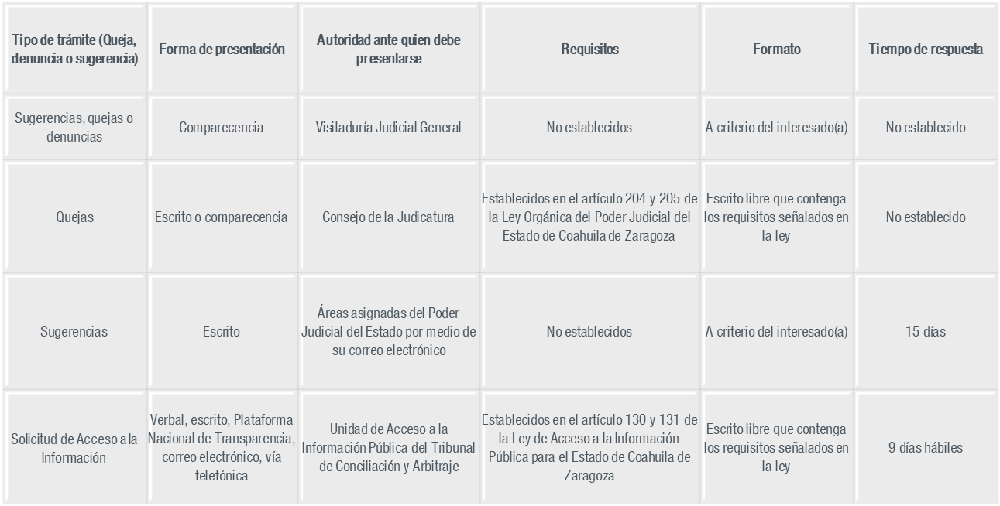 Tipo de trámite (Queja,
denuncia o sugerencia)
Forma de presentación
Autoridad ante quien debe
presentarse
Requisitos
Formato
Tiempo de respuesta
Sugerencias, quejas o
denuncias
Comparecencia
Visitaduría Judicial General
No establecidos
A criterio del interesado(a)
No establecido
Quejas
Escrito o comparecencia
Consejo de la Judicatura
Establecidos en el artículo 204 y 205 de
la Ley Orgánica del Poder Judicial del
Estado de Coahuila de Zaragoza
Escrito libre que contenga
los requisitos señalados en
la ley
No establecido
Sugerencias
Escrito
Áreas asignadas del Poder
Judicial del Estado por medio de
su correo electrónico
No establecidos
A criterio del interesado(a)
15 días
Solicitud de Acceso a la
Información
Verbal, escrito, Plataforma
Nacional de Transparencia,
correo electrónico, vía
telefónica
Unidad de Acceso a la
Información Pública del Tribunal
de Conciliación y Arbitraje
Establecidos en el artículo 130 y 131 de
la Ley de Acceso a la Información
Pública para el Estado de Coahuila de
Zaragoza
Escrito libre que contenga
los requisitos señalados en
la ley
9 días hábiles